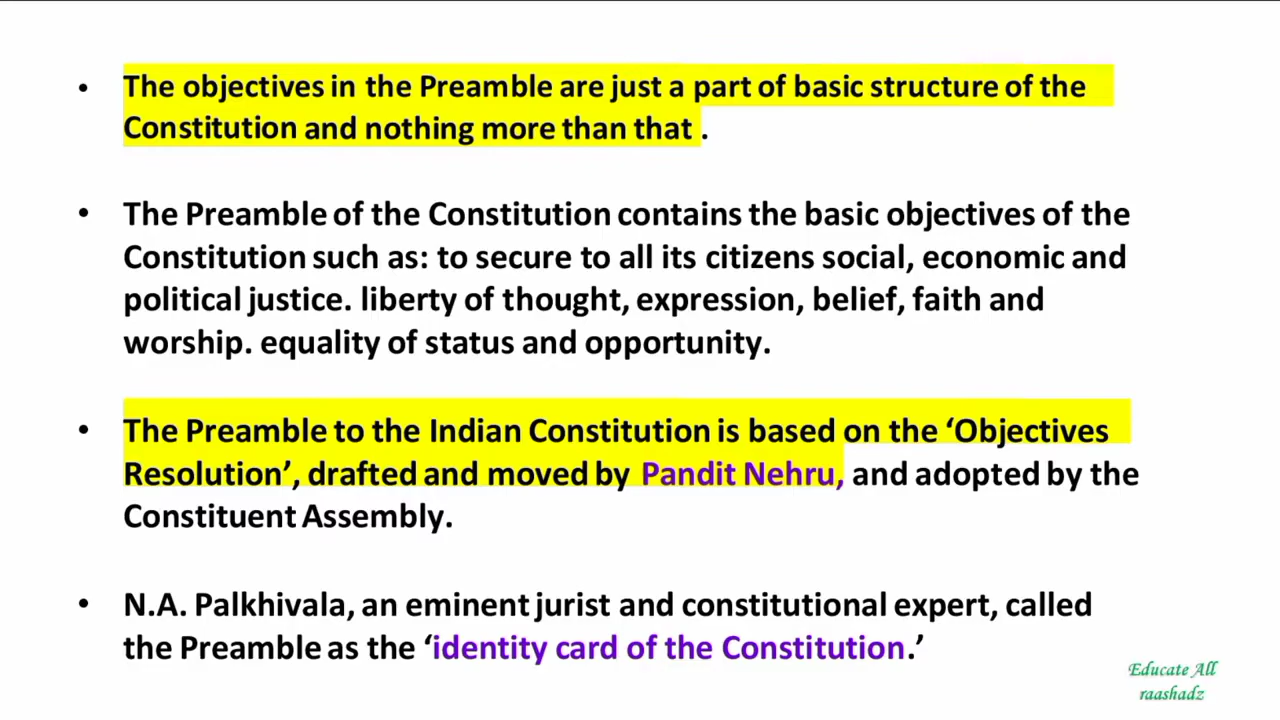 • The objectives in the Preamble are just a part of basic structure of the
Constitution and nothing more than that .
• The Preamble of the Constitution contains the basic objectives of the
Constitution such as: to secure to all its citizens social, economic and
political justice. liberty of thought, expression, belief, faith and
worship. equality of status and opportunity.
• The Preamble to the Indian Constitution is based on the ‘Objectives
Resolution’, drafted and moved by Pandit Nehru, and adopted by the
Constituent Assembly.
• N.A. Palkhivala, an eminent jurist and constitutional expert, called
the Preamble as the ‘identity card of the Constitution.’
Educate All
raashadz